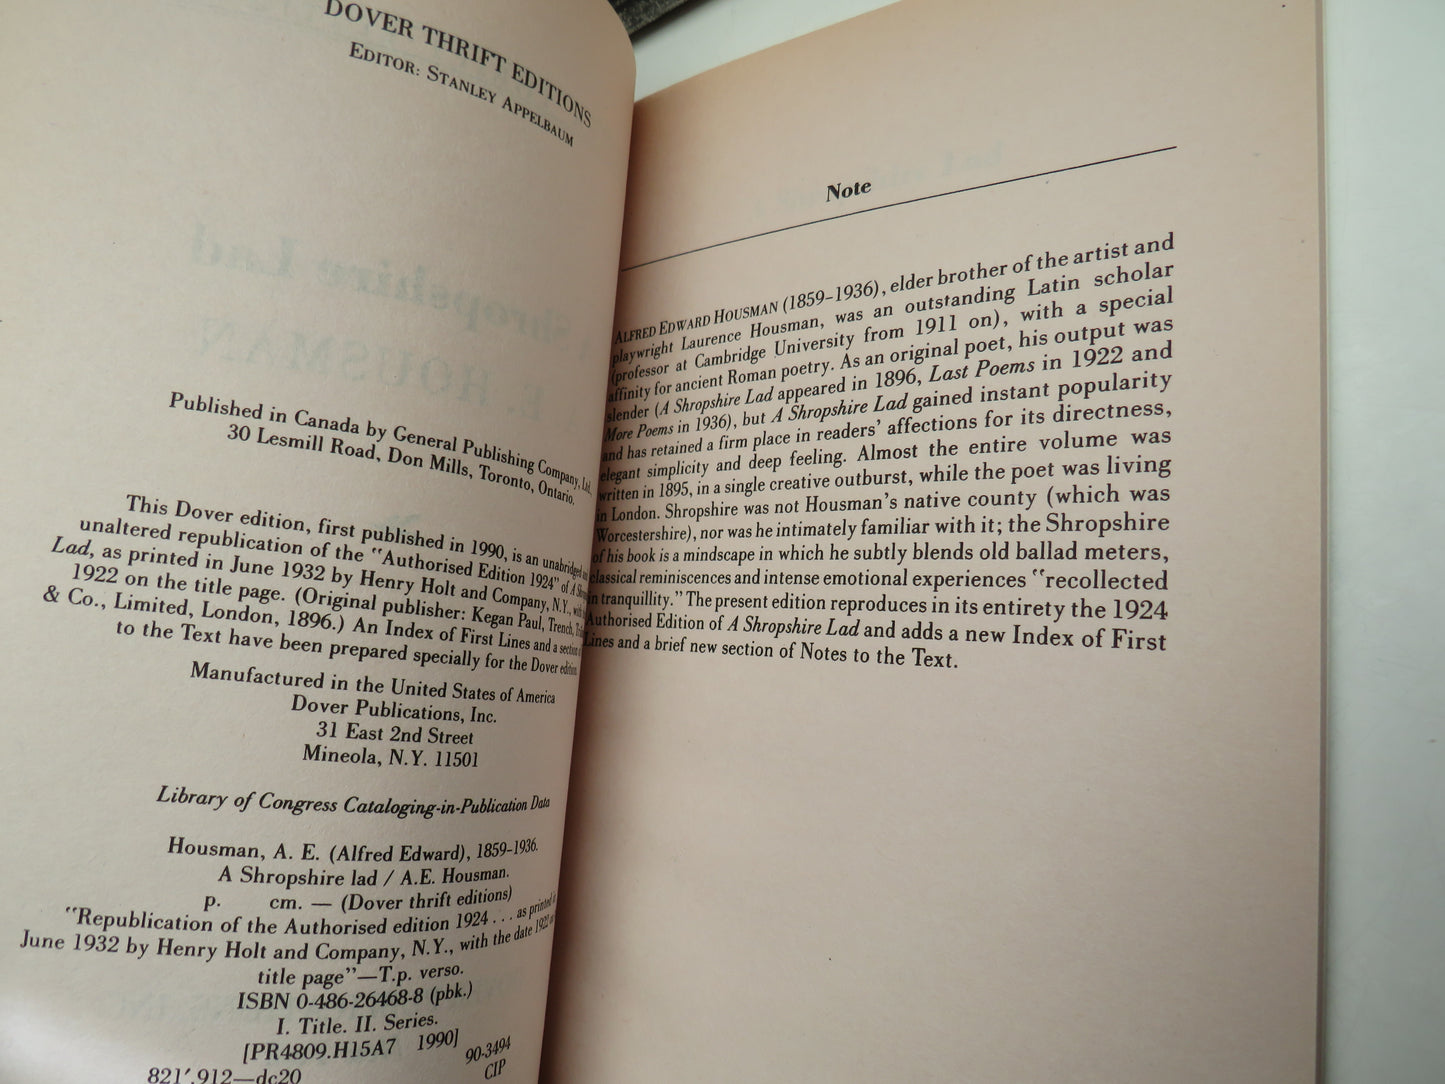 DOVER THRIFT EDITIONS
EDITOR: STANLEY APPELBAUM
Published in Canada by General Publishing Company, Ltd.,
30 Lesmill Road, Don Mills, Toronto, Ontario.
This Dover edition, first published in 1990, is an unabridged and
unaltered republication of the "Authorised Edition 1924" of A
Lad, as printed in June 1932 by Henry Holt and Company, N.Y., with
1922 on the title page. (Original publisher: Kegan Paul, Trench,
& Co., Limited, London, 1896.) An Index of First Lines and a section of
to the Text have been prepared specially for the Dover edition.
Manufactured in the United States of America
Dover Publications, Inc.
31 East 2nd Street
Mineola, N.Y. 11501
Library of Congress Cataloging-in-Publication Data
Housman, A. E. (Alfred Edward), 1859–1936.
A Shropshire lad / A.E. Housman.
p. cm. — (Dover thrift editions)
"Republication of the Authorised edition 1924 . . . as printed in
June 1932 by Henry Holt and Company, N.Y., with the date 1922
title page"—T.p. verso.
ISBN 0-486-26468-8 (pbk.)
I. Title. II. Series.
[PR4809.H15A7 1990]
821'.912—dc20
90-3494
CIP
Note
ALFRED EDWARD HOUSMAN (1859–1936), elder brother of the artist and
playwright Laurence Housman, was an outstanding Latin scholar
(professor at Cambridge University from 1911 on), with a special
affinity for ancient Roman poetry. As an original poet, his output was
slender (A Shropshire Lad appeared in 1896, Last Poems in 1922 and
More Poems in 1936), but A Shropshire Lad gained instant popularity
and has retained a firm place in readers' affections for its directness,
elegant simplicity and deep feeling. Almost the entire volume was
written in 1895, in a single creative outburst, while the poet was living
in London. Shropshire was not Housman's native county (which was
Worcestershire), nor was he intimately familiar with it; the Shropshire
of his book is a mindscape in which he subtly blends old ballad meters,
classical reminiscences and intense emotional experiences "recollected
in tranquillity." The present edition reproduces in its entirety the 1924
Authorised Edition of A Shropshire Lad and adds a new Index of First
Lines and a brief new section of Notes to the Text.